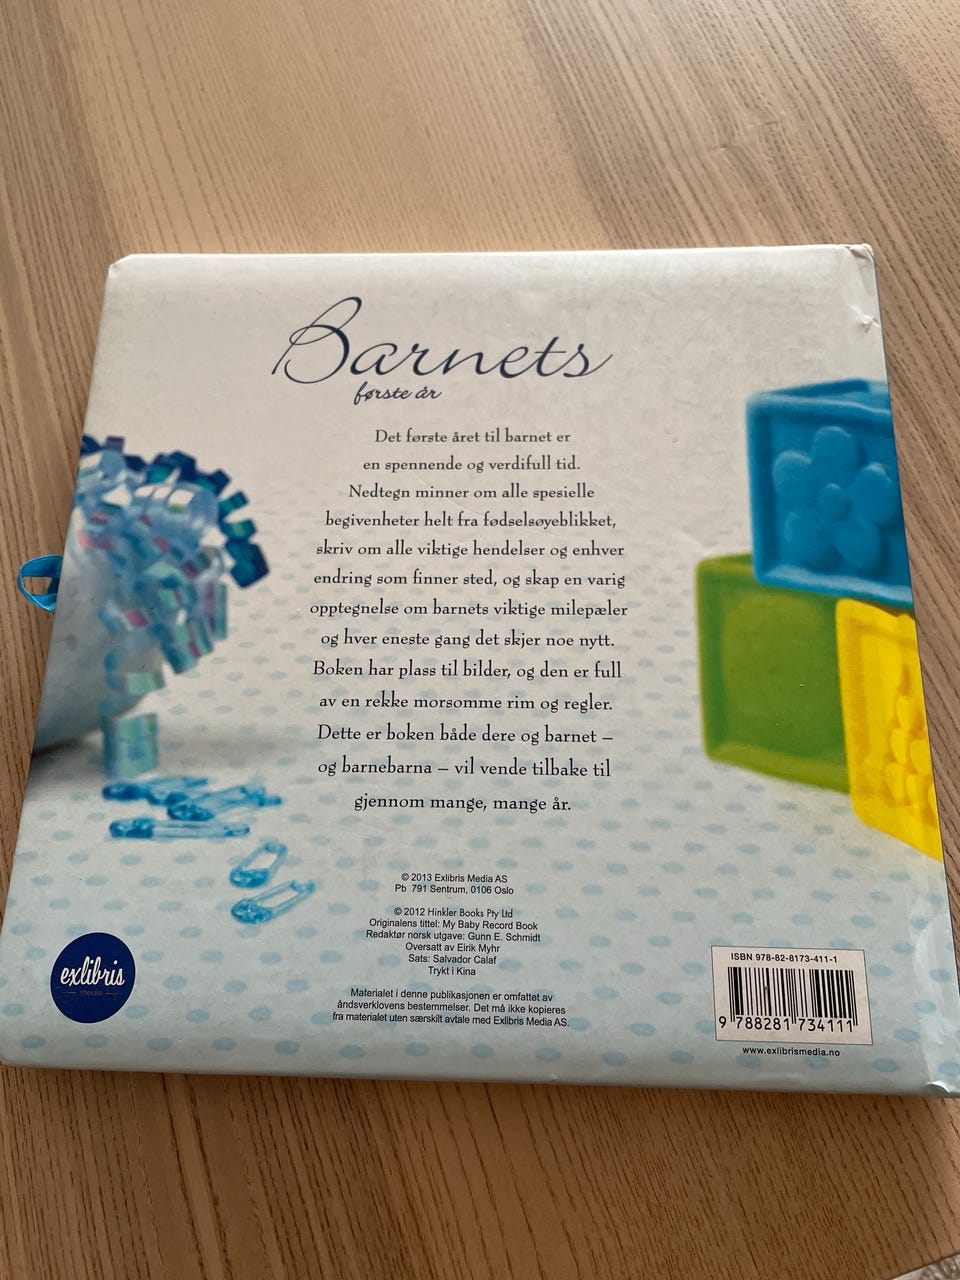 Barnets
første år
Det første året til barnet er
en spennende og verdifull tid.
Nedtegn minner om alle spesielle
begivenheter helt fra fødselsøyeblikket,
skriv om alle viktige hendelser og enhver
endring som finner sted, og skap en varig
opptegnelse om barnets viktige milepæler
og hver eneste gang det skjer noe nytt.
Boken har plass til bilder, og den er full
av en rekke morsomme rim og regler.
Dette er boken både dere og barnet –
og barnebarna – vil vende tilbake til
gjennom mange, mange år.
© 2013 Exlibris Media AS
Pb 791 Sentrum, 0106 Oslo
© 2012 Hinkler Books Pty Ltd
Originalens tittel: My Baby Record Book
Redaktør norsk utgave: Gunn E. Schmidt
Oversatt av Eirik Myhr
Sats: Salvador Calaf
Trykt i Kina
Materialet i denne publikasjonen er omfattet av
åndsverklovens bestemmelser. Det må ikke kopieres
fra materialet uten særskilt avtale med Exlibris Media AS.
exlibris
media
ISBN 978-82-8173-411-1
9 788281 734111
www.exlibrismedia.no